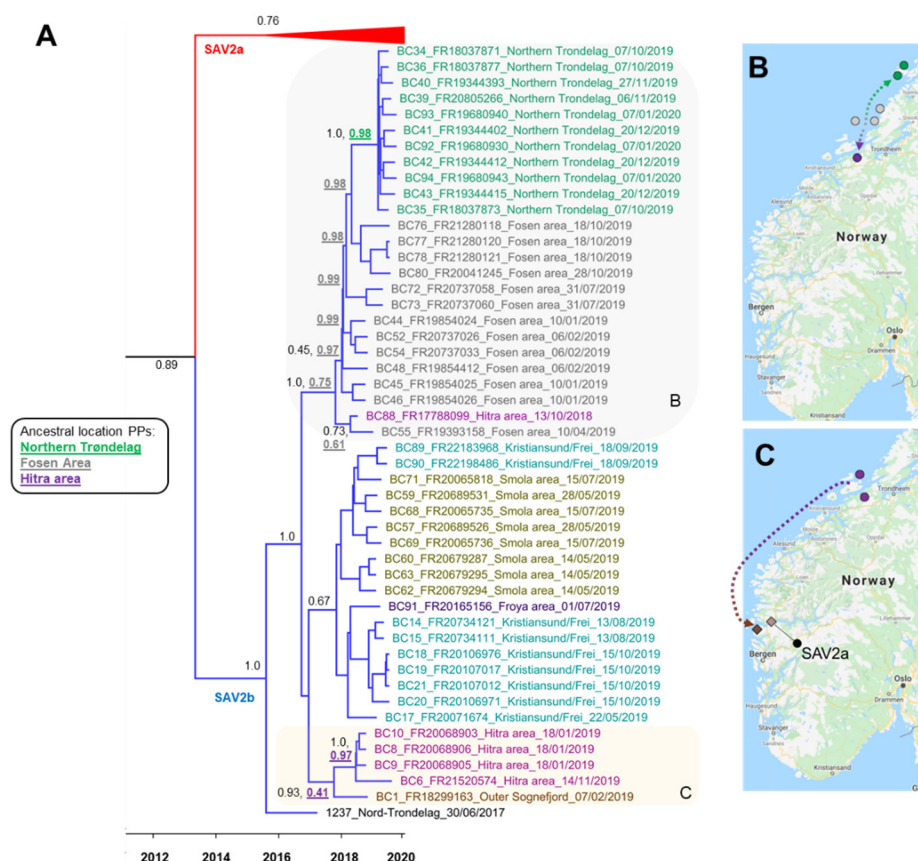 A
0.76
SAV2a
BC34_FR18037871_Northern Trondelag_07/10/2019
BC36_FR18037877_Northern Trondelag_07/10/2019
BC40_FR19344393_Northern Trondelag_27/11/2019
BC39_FR20805266_Northern Trondelag_06/11/2019
BC93_FR19680940_Northern Trondelag_07/01/2020
BC41_FR19344402_Northern Trondelag_20/12/2019
BC92_FR19680930_Northern Trondelag_07/01/2020
BC42_FR19344412_Northern Trondelag_20/12/2019
BC94_FR19680943_Northern Trondelag_07/01/2020
BC43_FR19344415_Northern Trondelag_20/12/2019
BC35_FR18037873_Northern Trondelag_07/10/2019
BC76_FR21280118_Fosen area_18/10/2019
BC77_FR21280120_Fosen area_18/10/2019
BC78_FR21280121_Fosen area_18/10/2019
BC80_FR20041245_Fosen area_28/10/2019
BC72_FR20737058_Fosen area_31/07/2019
BC73_FR20737060_Fosen area_31/07/2019
BC44_FR19854024_Fosen area_10/01/2019
BC52_FR20737026_Fosen area_06/02/2019
BC54_FR20737033_Fosen area_06/02/2019
BC48_FR19854412_Fosen area_06/02/2019
BC45_FR19854025_Fosen area_10/01/2019
BC46_FR19854026_Fosen area_10/01/2019
BC88_FR17788099_Hitra area_13/10/2018
BC55_FR19393158_Fosen area_10/04/2019
B
BC89_FR22183968_Kristiansund/Frei_18/09/2019
BC90_FR22198486_Kristiansund/Frei_18/09/2019
BC71_FR20065818_Smola area_15/07/2019
BC59_FR20689531_Smola area_28/05/2019
BC68_FR20065735_Smola area_15/07/2019
BC57_FR20689526_Smola area_28/05/2019
BC69_FR20065736_Smola area_15/07/2019
BC60_FR20679287_Smola area_14/05/2019
BC63_FR20679295_Smola area_14/05/2019
BC62_FR20679294_Smola area_14/05/2019
BC91_FR20165156_Froya area_01/07/2019
BC14_FR20734121_Kristiansund/Frei_13/08/2019
BC15_FR20734111_Kristiansund/Frei_13/08/2019
BC18_FR20106976_Kristiansund/Frei_15/10/2019
BC19_FR20107017_Kristiansund/Frei_15/10/2019
BC21_FR20107012_Kristiansund/Frei_15/10/2019
BC20_FR20106971_Kristiansund/Frei_15/10/2019
BC17_FR20071674_Kristiansund/Frei_22/05/2019
BC10_FR20068903_Hitra area_18/01/2019
BC8_FR20068906_Hitra area_18/01/2019
BC9_FR20068905_Hitra area_18/01/2019
BC6_FR21520574_Hitra area_14/11/2019
BC1_FR18299163_Outer Sognefjord_07/02/2019
C
1237_Nord-Trondelag_30/06/2017
1.0, 0.98
0.98
0.98
0.99
0.99
0.45, 0.97
1.0, 0.75
0.73,
0.61
0.89
1.0
0.67
1.0
SAV2b
1.0,
0.97
0.93, 0.41
Ancestral location PPs:
Northern Trøndelag
Fosen Area
Hitra area
2012 2014 2016 2018 2020
B
Trondheim
Kristiansund
Alesund
Norway
Lillehammer
Bergen
Oslo
Haugesund
Drammen
Stavanger
Sandnes
Kristiansand
C
Trondheim
Kristiansund
Alesund
Norway
Lillehammer
SAV2a
Bergen
Oslo
Haugesund
Drammen
Stavanger
Sandnes
Kristiansand